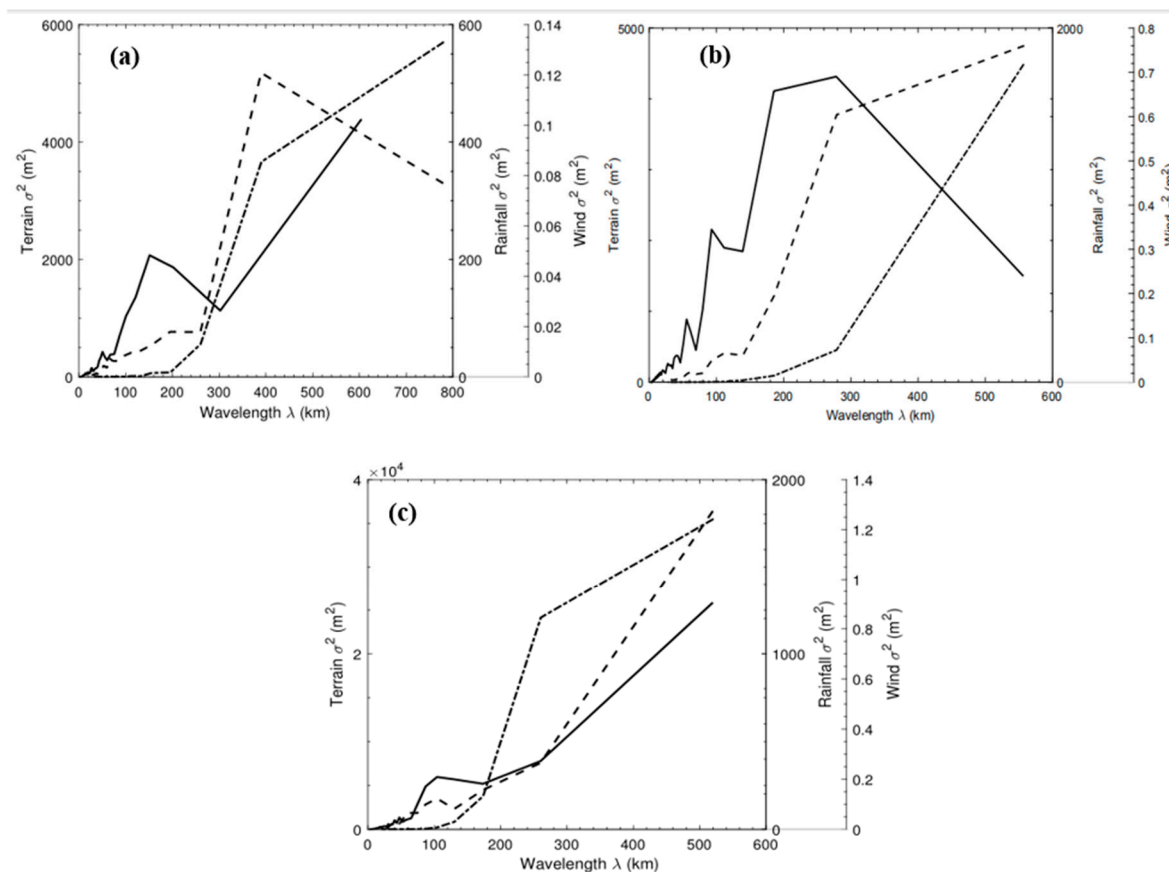 (a)
6000
4000
2000
0
Terrain σ² (m²)
0 100 200 300 400 500 600 700 800
Wavelength λ (km)
600
400
200
0
Rainfall σ² (m²)
0.14
0.12
0.1
0.08
0.06
0.04
0.02
0
Wind σ² (m²)
(b)
5000
0
Terrain σ² (m²)
0 100 200 300 400 500 600
Wavelength λ (km)
2000
0
Rainfall σ² (m²)
0.8
0.7
0.6
0.5
0.4
0.3
0.2
0.1
0
Wind σ² (m²)
(c)
×10⁴
4
2
0
Terrain σ² (m²)
0 100 200 300 400 500 600
Wavelength λ (km)
2000
1000
0
Rainfall σ² (m²)
1.4
1.2
1
0.8
0.6
0.4
0.2
0
Wind σ² (m²)